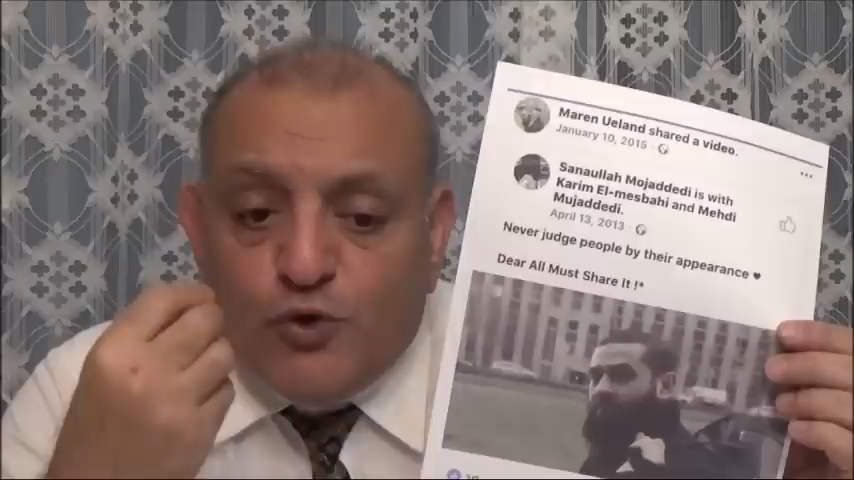 Maren Ueland shared a video.
January 10, 2015
Sanaullah Mojaddedi is with
Karim El-mesbahi and Mehdi
Mujaddedi.
April 13, 2013
Never judge people by their appearance ♥
Dear All Must Share It !*